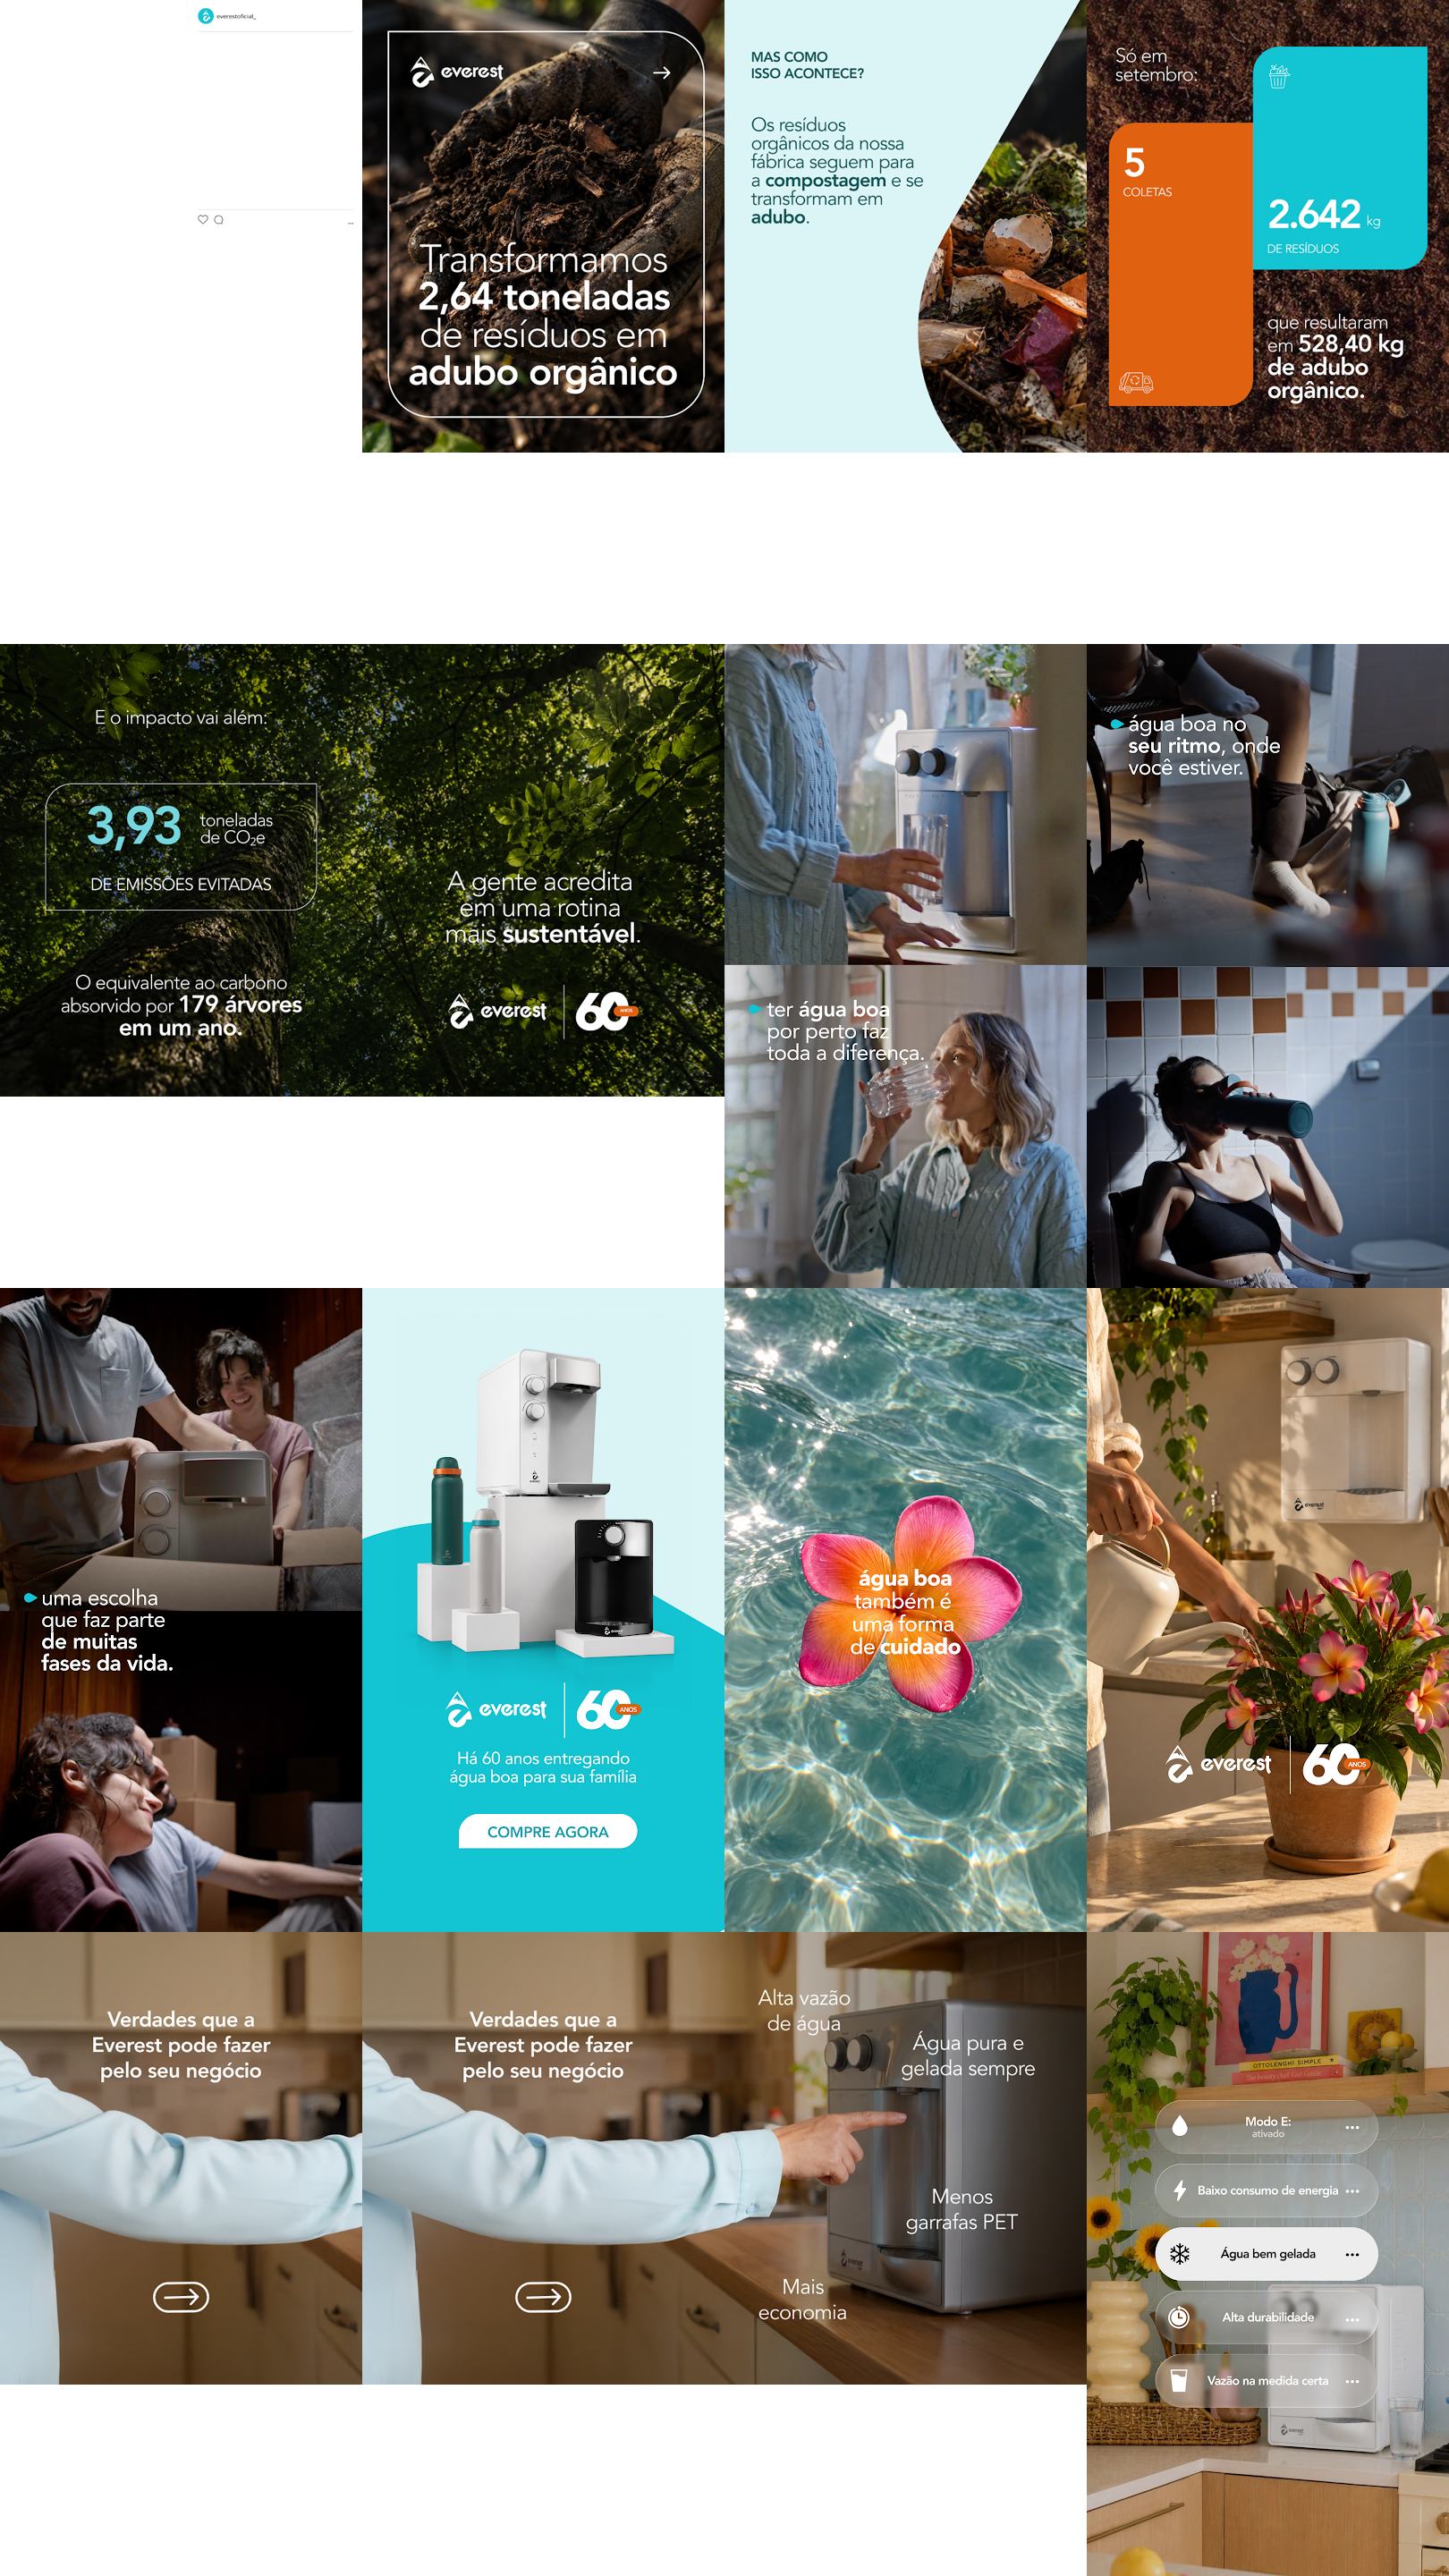 everestoficial_
everest
Transformamos
2,64 toneladas
de resíduos em
adubo orgânico
MAS COMO
ISSO ACONTECE?
Os resíduos
orgânicos da nossa
fábrica seguem para
a compostagem e se
transformam em
adubo.
Só em
setembro:
5
COLETAS
2.642 kg
DE RESÍDUOS
que resultaram
em 528,40 kg
de adubo
orgânico.
E o impacto vai além:
3,93 toneladas
de CO₂e
DE EMISSÕES EVITADAS
O equivalente ao carbono
absorvido por 179 árvores
em um ano.
A gente acredita
em uma rotina
mais sustentável.
everest 60 ANOS
ter água boa
por perto faz
toda a diferença.
água boa no
seu ritmo, onde
você estiver.
uma escolha
que faz parte
de muitas
fases da vida.
everest 60 ANOS
Há 60 anos entregando
água boa para sua família
COMPRE AGORA
água boa
também é
uma forma
de cuidado
everest
everest 60 ANOS
Verdades que a
Everest pode fazer
pelo seu negócio
Verdades que a
Everest pode fazer
pelo seu negócio
Alta vazão
de água
Água pura e
gelada sempre
Menos
garrafas PET
Mais
economia
OTTOLENGHI SIMPLE
Modo E:
ativado
Baixo consumo de energia
Água bem gelada
Alta durabilidade
Vazão na medida certa